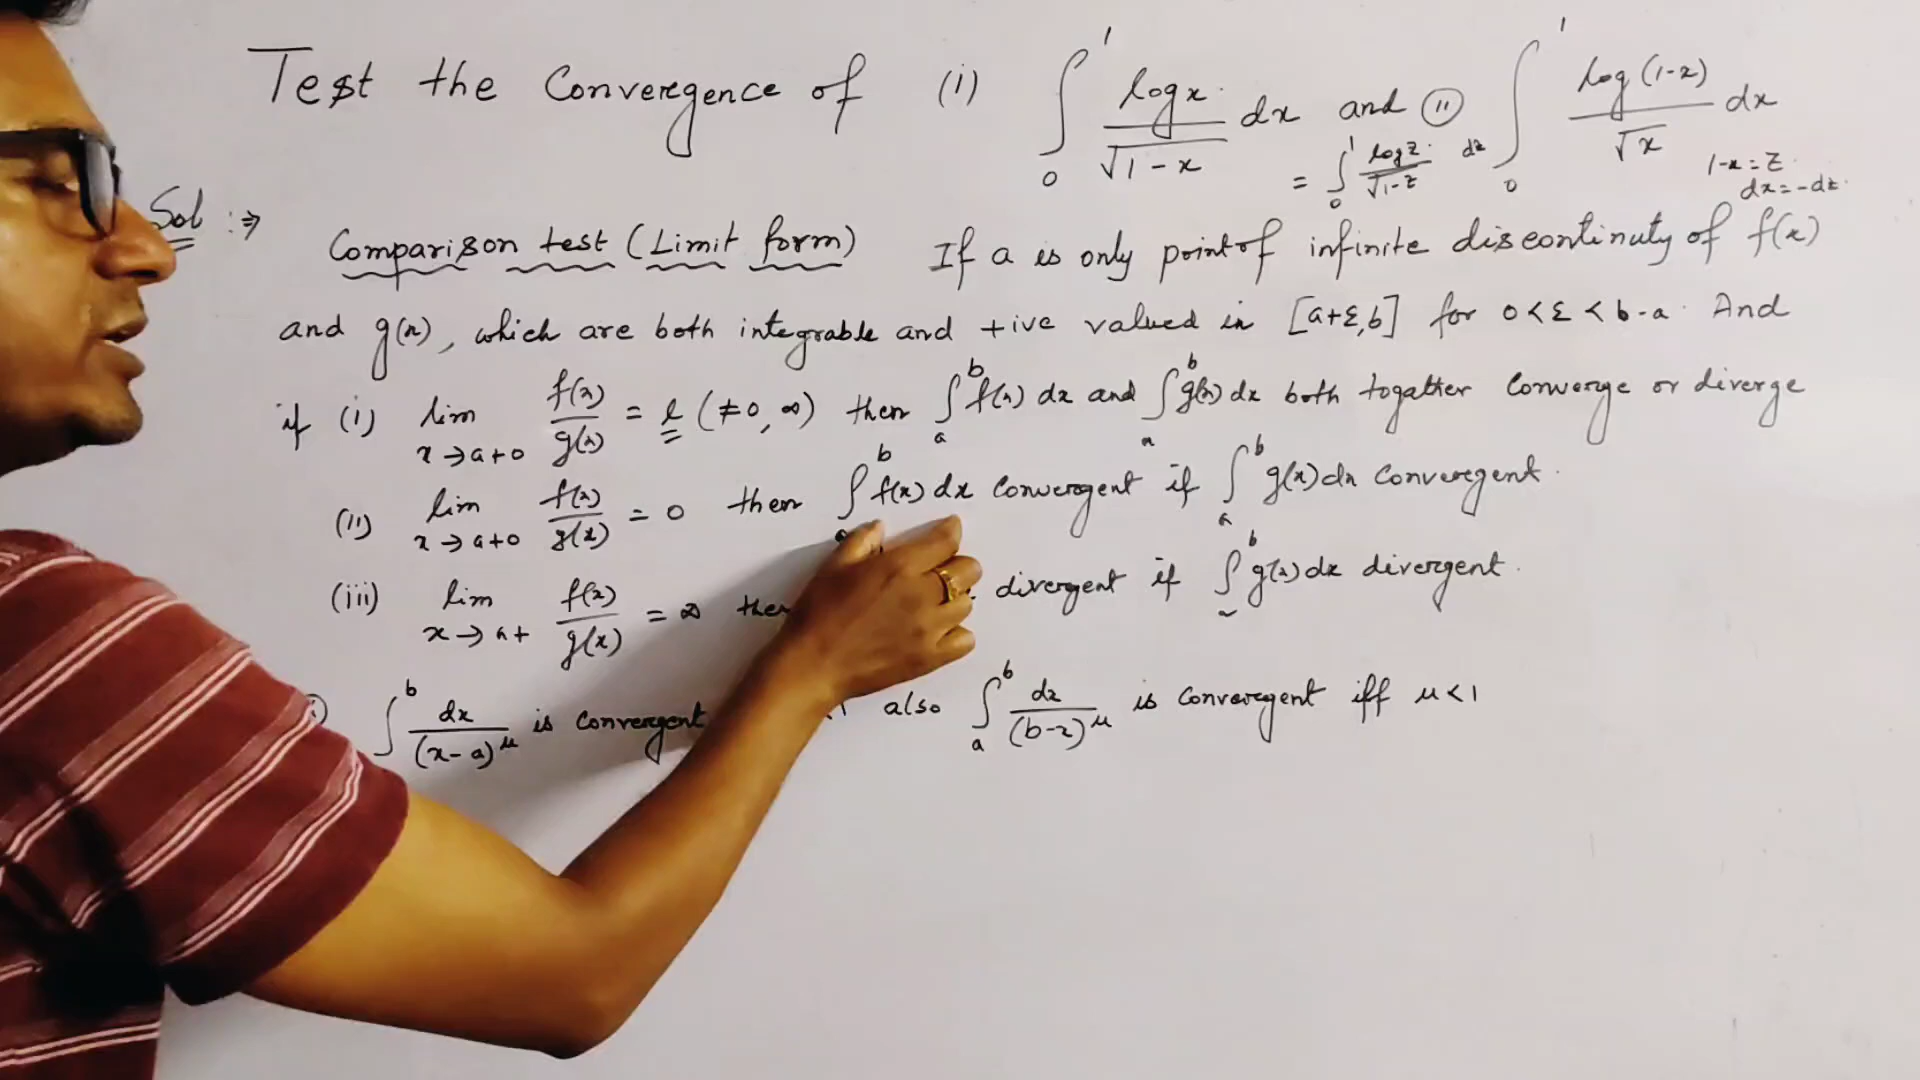 Test the Convergence of (i) ∫₀¹ log x / √(1-x) dx and (ii) ∫₀¹ log(1-x) / √x dx
= ∫₀¹ log z / √(1-z) dz
1-x = z
dx = -dz
Sol :⇒
Comparison test (Limit form) If a is only point of infinite discontinuty of f(x)
and g(x), which are both integrable and +ive valued in [a+ε, b] for 0<ε<b-a. And
if (i) lim x→a+0 f(x)/g(x) = l (≠0, ∞) then ∫ₐᵇ f(x) dx and ∫ₐᵇ g(x) dx both togather Converge or diverge
(ii) lim x→a+0 f(x)/g(x) = 0 then ∫ᵇ f(x) dx Convergent if ∫ₐᵇ g(x) dx Convergent.
(iii) lim x→a+ f(x)/g(x) = ∞ divergent if ∫ₐᵇ g(x) dx divergent.
∫ᵇ dx/(x-a)^μ is Convergent <1 also ∫ₐᵇ dx/(b-x)^μ is Convergent iff μ<1